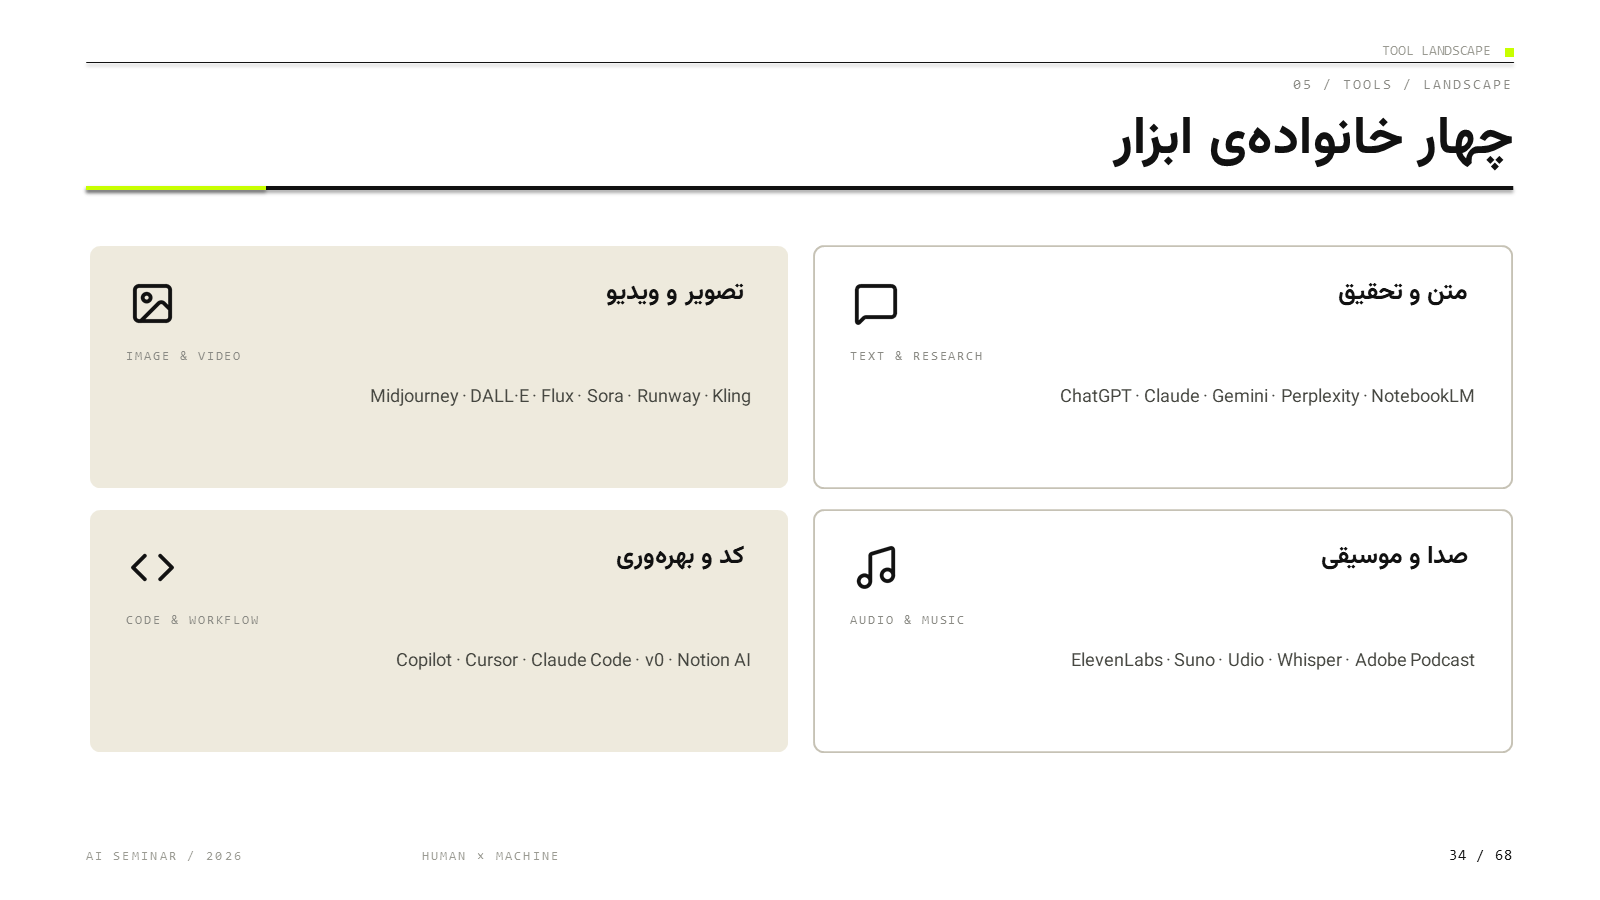 TOOL LANDSCAPE
05 / TOOLS / LANDSCAPE
چهار خانواده‌ی ابزار
متن و تحقیق
TEXT & RESEARCH
ChatGPT · Claude · Gemini · Perplexity · NotebookLM
تصویر و ویدیو
IMAGE & VIDEO
Midjourney · DALL·E · Flux · Sora · Runway · Kling
صدا و موسیقی
AUDIO & MUSIC
ElevenLabs · Suno · Udio · Whisper · Adobe Podcast
کد و بهره‌وری
CODE & WORKFLOW
Copilot · Cursor · Claude Code · v0 · Notion AI
AI SEMINAR / 2026
HUMAN × MACHINE
34 / 68